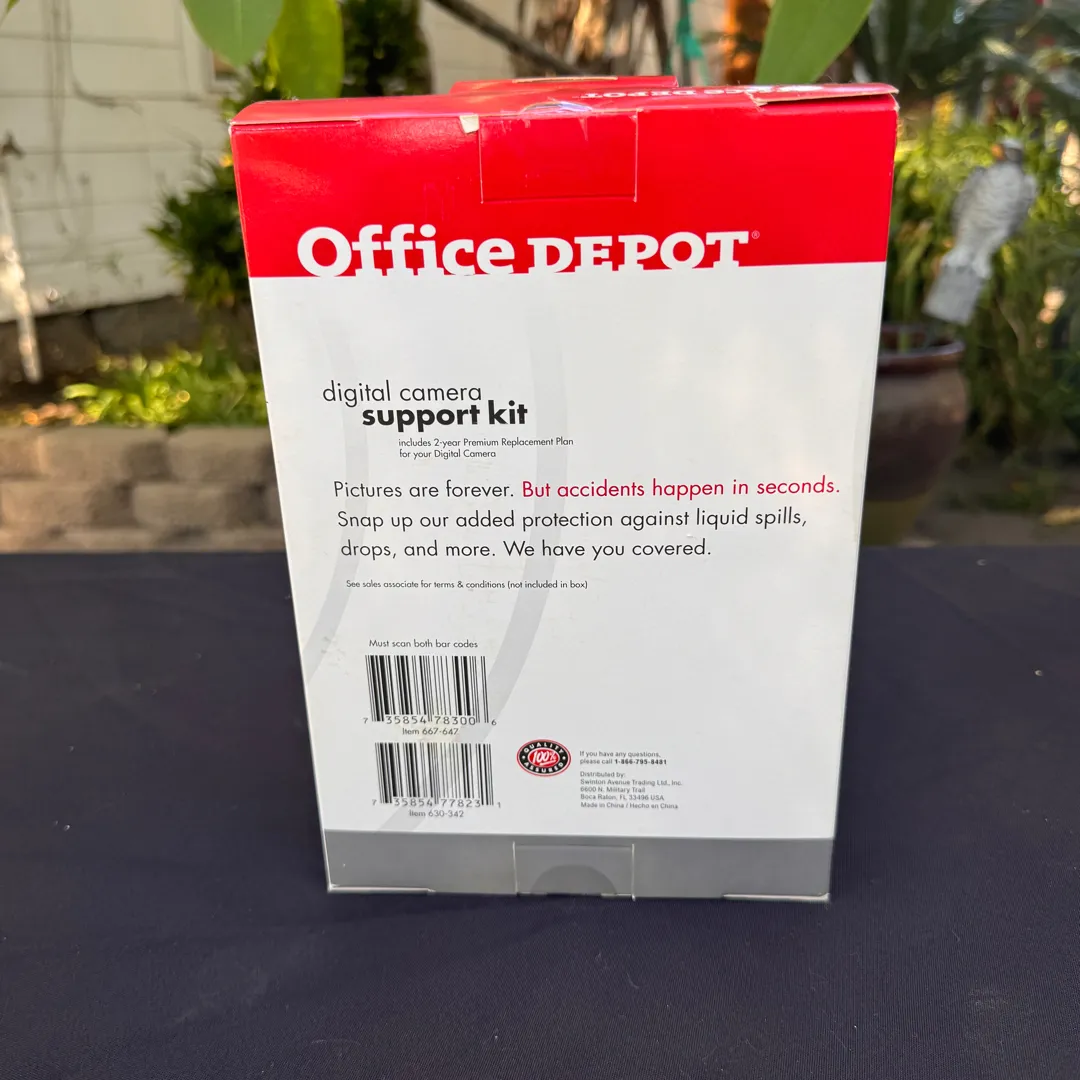 Office DEPOT®
digital camera
support kit
includes 2-year Premium Replacement Plan
for your Digital Camera
Pictures are forever. But accidents happen in seconds.
Snap up our added protection against liquid spills,
drops, and more. We have you covered.
See sales associate for terms & conditions (not included in box)
Must scan both bar codes
7 35854 78300 6
Item 667-647
7 35854 77823 1
Item 630-342
QUALITY
100%
ASSURED
If you have any questions,
please call 1-866-795-8481
Distributed by:
Swinton Avenue Trading Ltd., Inc.
6600 N. Military Trail
Boca Raton, FL 33496 USA
Made in China / Hecho en China